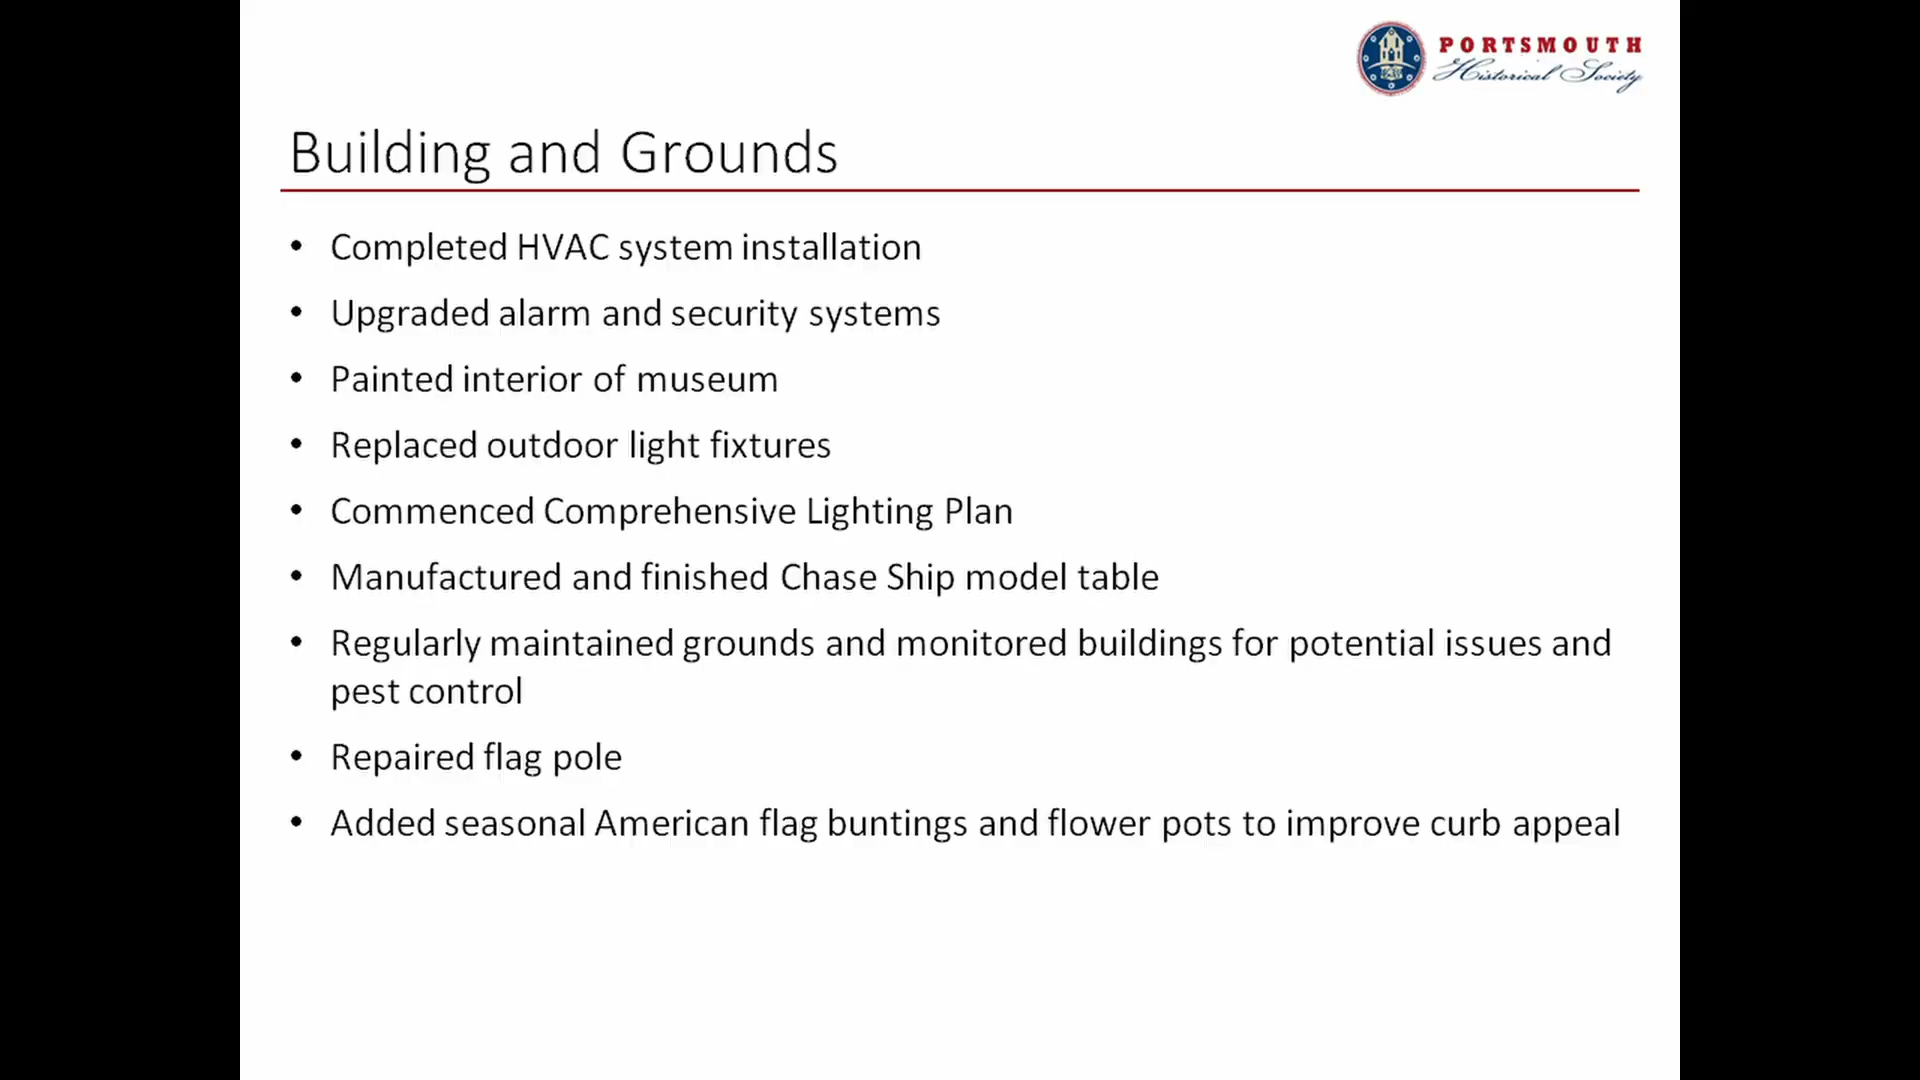 PORTSMOUTH
Historical Society
Building and Grounds
• Completed HVAC system installation
• Upgraded alarm and security systems
• Painted interior of museum
• Replaced outdoor light fixtures
• Commenced Comprehensive Lighting Plan
• Manufactured and finished Chase Ship model table
• Regularly maintained grounds and monitored buildings for potential issues and
pest control
• Repaired flag pole
• Added seasonal American flag buntings and flower pots to improve curb appeal